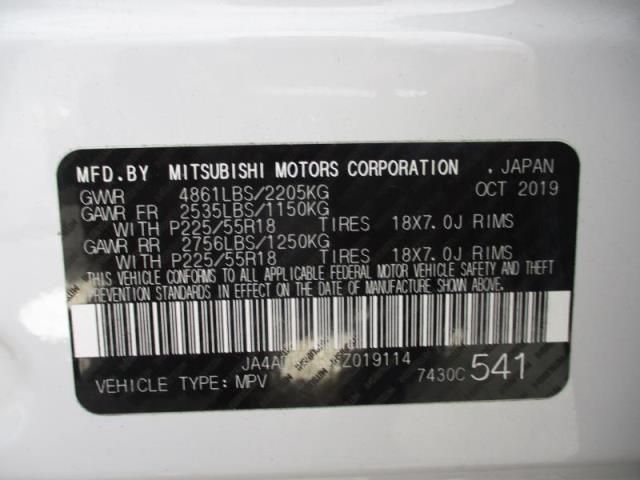 MFD.BY MITSUBISHI MOTORS CORPORATION . JAPAN
GVWR 4861LBS/2205KG OCT 2019
GAWR FR 2535LBS/1150KG
WITH P225/55R18 TIRES 18X7.0J RIMS
GAWR RR 2756LBS/1250KG
WITH P225/55R18 TIRES 18X7.0J RIMS
THIS VEHICLE CONFORMS TO ALL APPLICABLE FEDERAL MOTOR VEHICLE SAFETY AND THEFT
PREVENTION STANDARDS IN EFFECT ON THE DATE OF MANUFACTURE SHOWN ABOVE.
VEHICLE TYPE: MPV 7430C 541